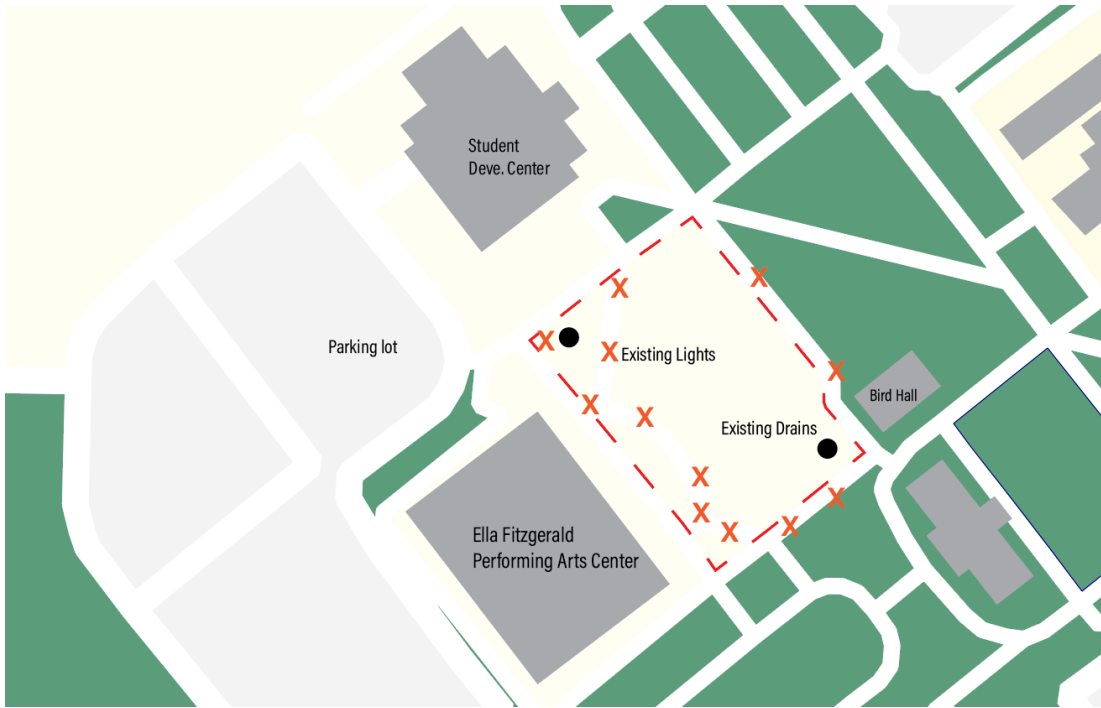 Student
Deve. Center
Parking lot
X
X
X
X
Existing Lights
X
Bird Hall
X
X
Existing Drains
X
X
X
X
X
Ella Fitzgerald
Performing Arts Center